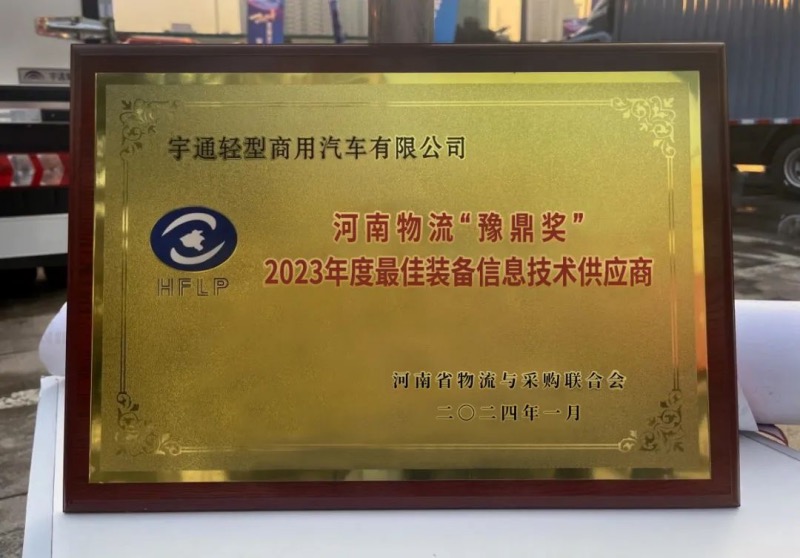 宇通轻型商用汽车有限公司
河南物流“豫鼎奖”
HFLP
2023年度最佳装备信息技术供应商
河南省物流与采购联合会
二〇二四年一月